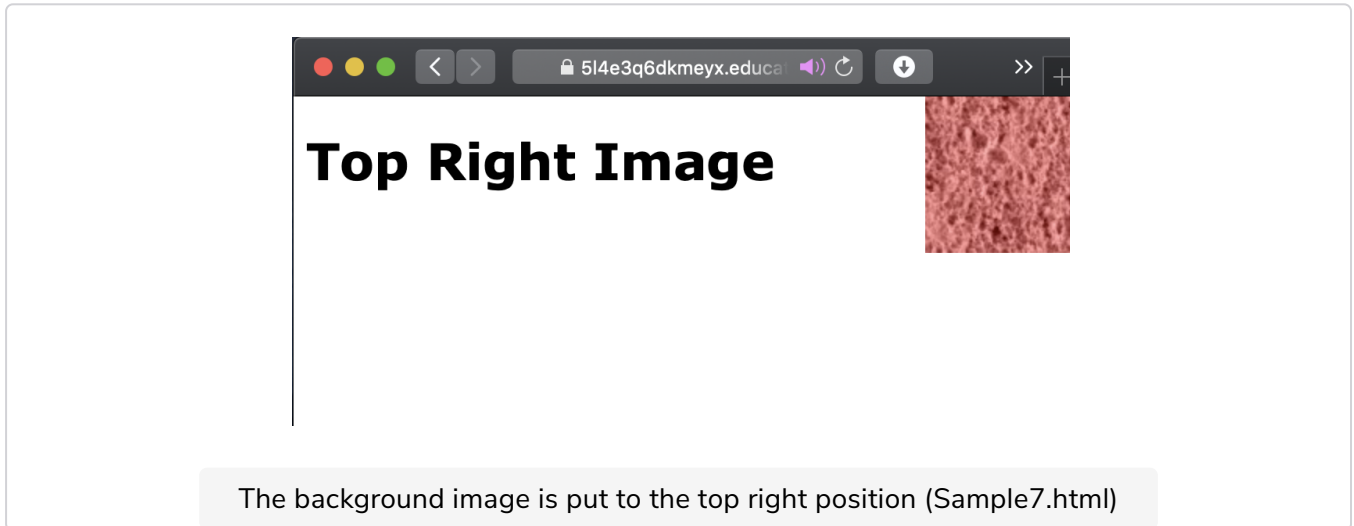 5l4e3q6dkmeyx.educa
Top Right Image
The background image is put to the top right position (Sample7.html)